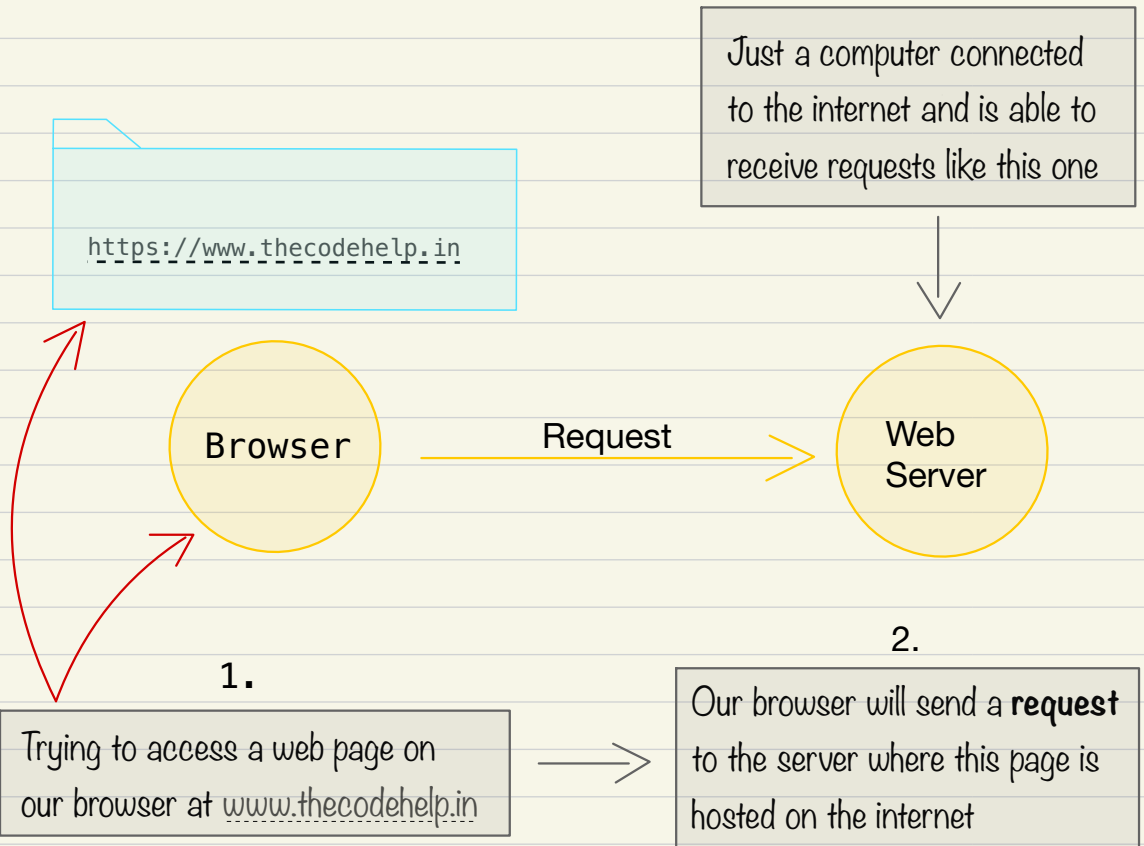 Just a computer connected
to the internet and is able to
receive requests like this one
https://www.thecodehelp.in
Browser
Request
Web
Server
1.
Trying to access a web page on
our browser at www.thecodehelp.in
2.
Our browser will send a request
to the server where this page is
hosted on the internet